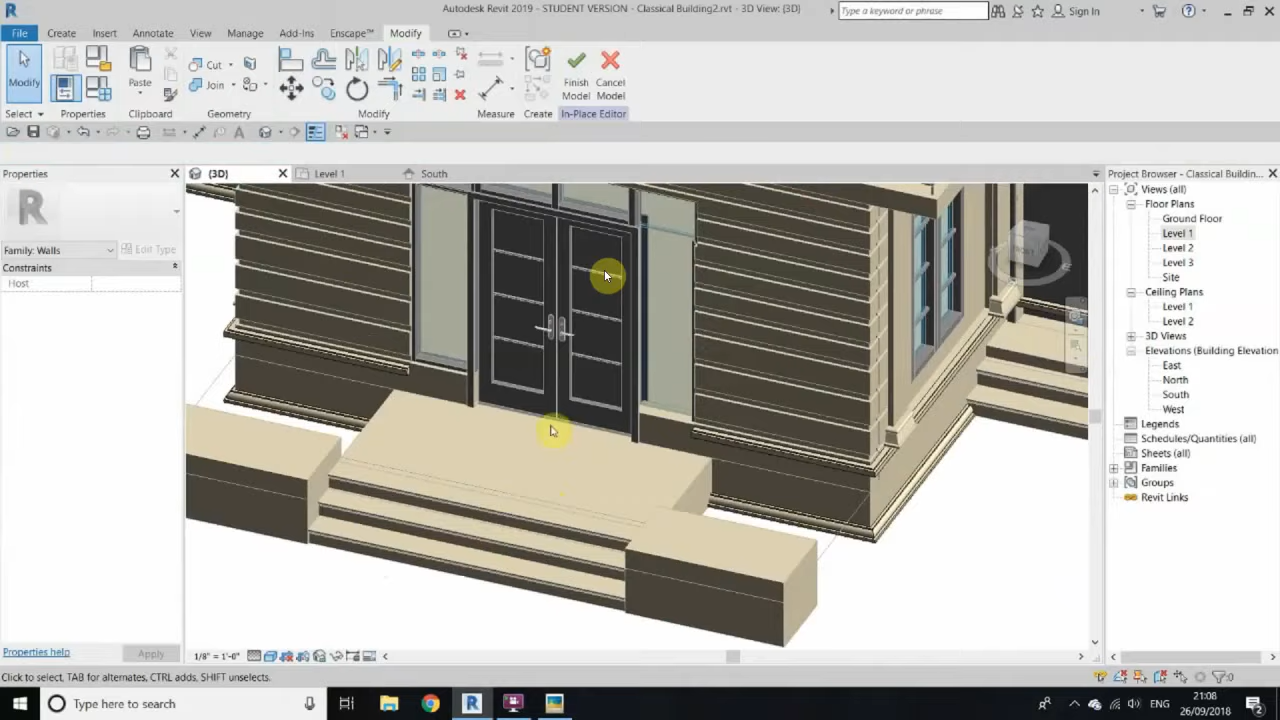 Autodesk Revit 2019 - STUDENT VERSION - Classical Building2.rvt - 3D View: {3D}
Type a keyword or phrase
Sign In
File
Create
Insert
Annotate
View
Manage
Add-Ins
Enscape™
Modify
Modify
Paste
Cut
Join
Finish
Model
Cancel
Model
Select
Properties
Clipboard
Geometry
Modify
Measure
Create
In-Place Editor
Properties
{3D}
Level 1
South
Project Browser - Classical Buildin...
Family: Walls
Edit Type
Constraints
Host
Views (all)
Floor Plans
Ground Floor
Level 1
Level 2
Level 3
Site
Ceiling Plans
Level 1
Level 2
3D Views
Elevations (Building Elevation
East
North
South
West
Legends
Schedules/Quantities (all)
Sheets (all)
Families
Groups
Revit Links
Properties help
Apply
1/8" = 1'-0"
Click to select, TAB for alternates, CTRL adds, SHIFT unselects.
:0
Type here to search
ENG
21:08
26/09/2018
2